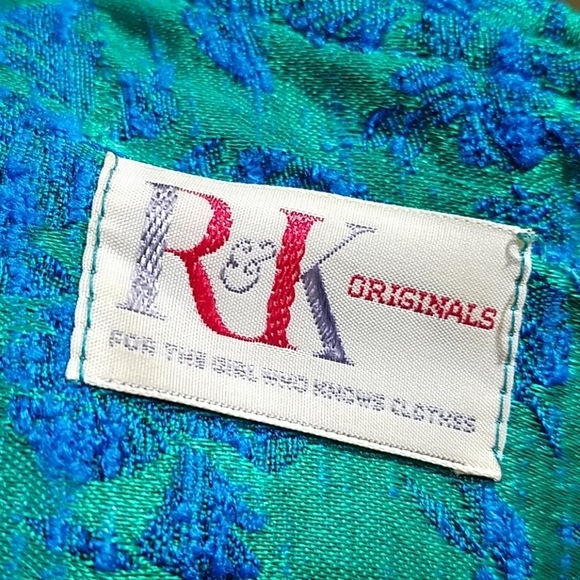 R&K ORIGINALS
FOR THE GIRL WHO KNOWS CLOTHES